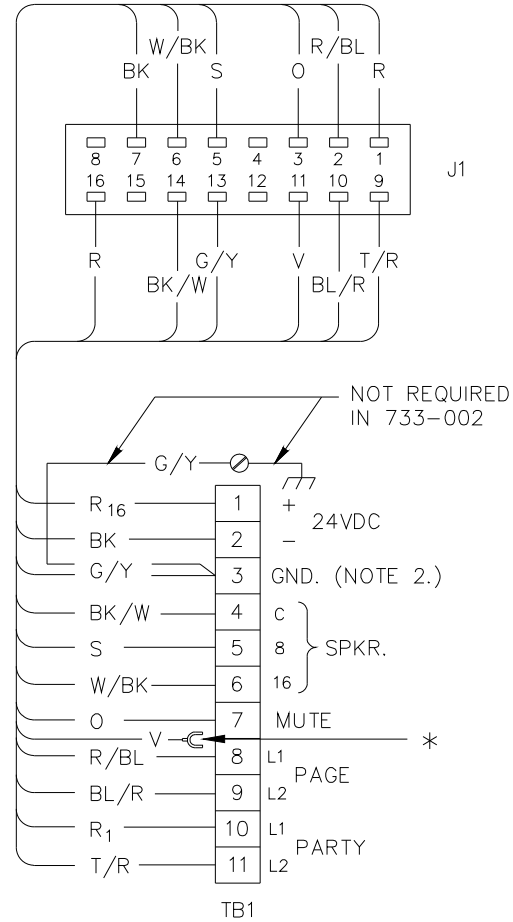 W/BK R/BL
BK S O R
8 7 6 5 4 3 2 1
16 15 14 13 12 11 10 9
J1
R G/Y V T/R
BK/W BL/R
NOT REQUIRED
IN 733-002
G/Y
R16 1 +
24VDC
BK 2 -
G/Y 3 GND. (NOTE 2.)
BK/W 4 C
S 5 8 SPKR.
W/BK 6 16
O 7 MUTE
V *
R/BL 8 L1
PAGE
BL/R 9 L2
R1 10 L1
PARTY
T/R 11 L2
TB1